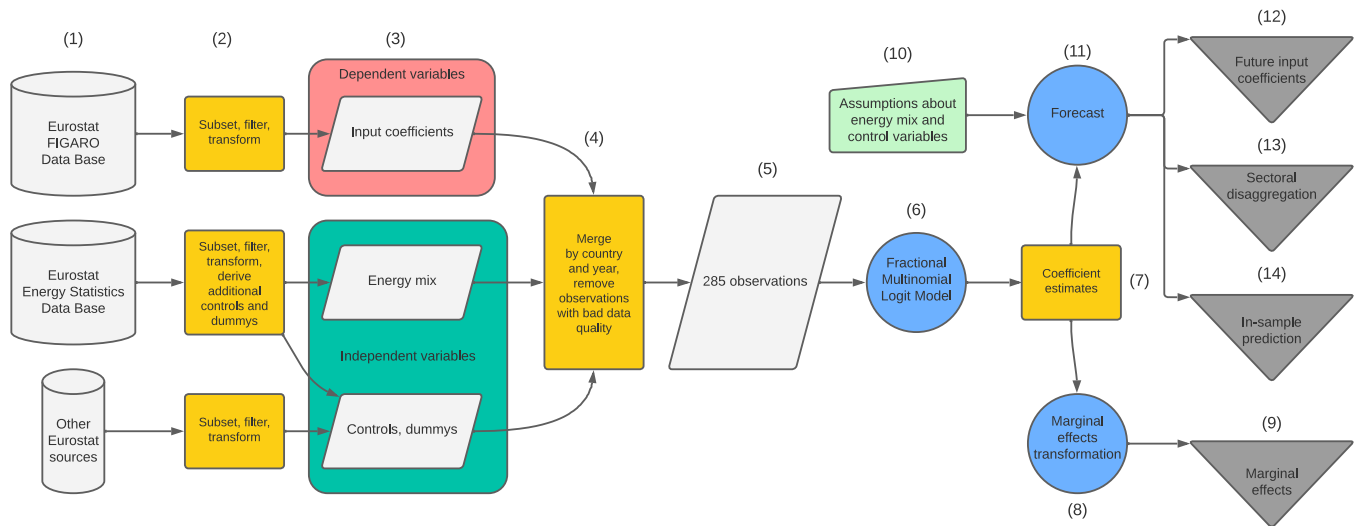 (1)
Eurostat
FIGARO
Data Base
Eurostat
Energy Statistics
Data Base
Other
Eurostat
sources
(2)
Subset, filter,
transform
Subset, filter,
transform, derive
additional
controls and
dummys
Subset, filter,
transform
(3)
Dependent variables
Input coefficients
Energy mix
Independent variables
Controls, dummys
(4)
Merge
by country
and year,
remove
observations
with bad data
quality
(5)
285 observations
(6)
Fractional
Multinomial
Logit Model
(7)
Coefficient
estimates
(8)
Marginal
effects
transformation
(9)
Marginal
effects
(10)
Assumptions about
energy mix and
control variables
(11)
Forecast
(12)
Future input
coefficients
(13)
Sectoral
disaggregation
(14)
In-sample
prediction